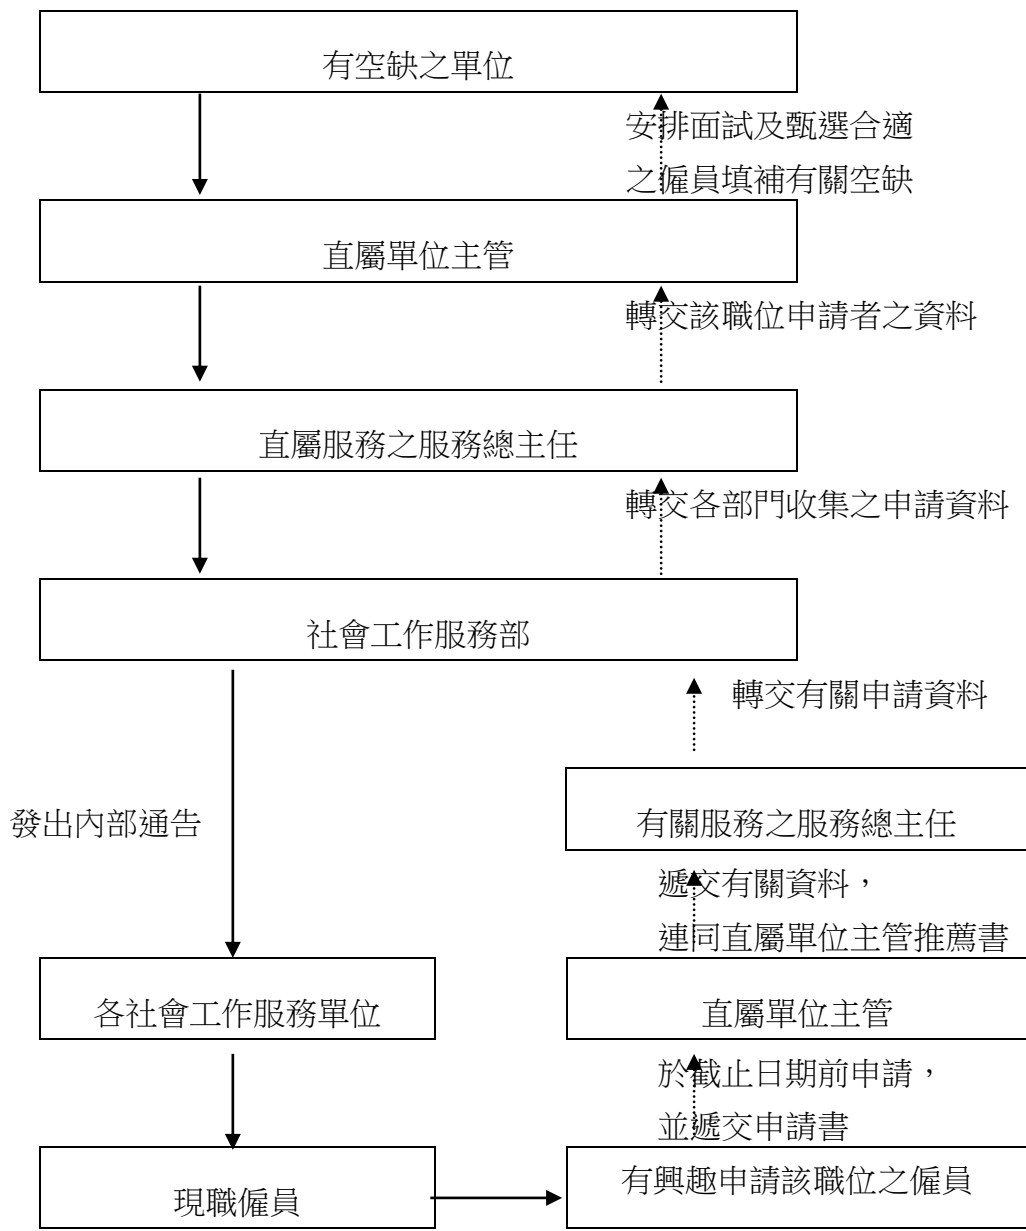 有空缺之單位
安排面試及甄選合適
之僱員填補有關空缺
直屬單位主管
轉交該職位申請者之資料
直屬服務之服務總主任
轉交各部門收集之申請資料
社會工作服務部
轉交有關申請資料
有關服務之服務總主任
發出內部通告
遞交有關資料，
連同直屬單位主管推薦書
各社會工作服務單位
直屬單位主管
於截止日期前申請，
並遞交申請書
現職僱員
有興趣申請該職位之僱員